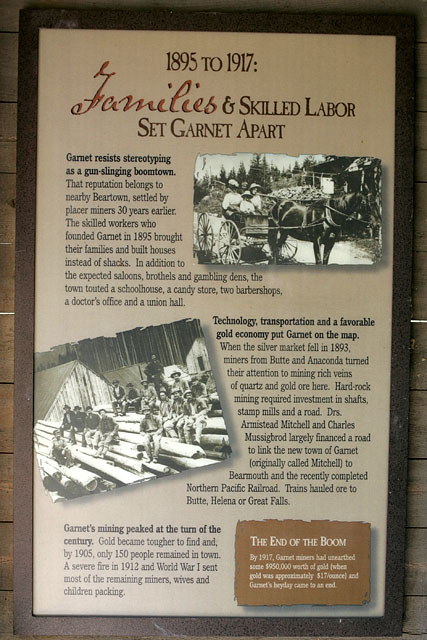 1895 TO 1917:
Families & SKILLED LABOR
SET GARNET APART
Garnet resists stereotyping
as a gun-slinging boomtown.
That reputation belongs to
nearby Beartown, settled by
placer miners 30 years earlier.
The skilled workers who
founded Garnet in 1895 brought
their families and built houses
instead of shacks. In addition to
the expected saloons, brothels and gambling dens, the
town touted a schoolhouse, a candy store, two barbershops,
a doctor's office and a union hall.
Technology, transportation and a favorable
gold economy put Garnet on the map.
When the silver market fell in 1893,
miners from Butte and Anaconda turned
their attention to mining rich veins
of quartz and gold ore here. Hard-rock
mining required investment in shafts,
stamp mills and a road. Drs.
Armistead Mitchell and Charles
Mussigbrod largely financed a road
to link the new town of Garnet
(originally called Mitchell) to
Bearmouth and the recently completed
Northern Pacific Railroad. Trains hauled ore to
Butte, Helena or Great Falls.
Garnet's mining peaked at the turn of the
century. Gold became tougher to find and,
by 1905, only 150 people remained in town.
A severe fire in 1912 and World War I sent
most of the remaining miners, wives and
children packing.
THE END OF THE BOOM
By 1917, Garnet miners had unearthed
some $950,000 worth of gold (when
gold was approximately $17/ounce) and
Garnet's heyday came to an end.